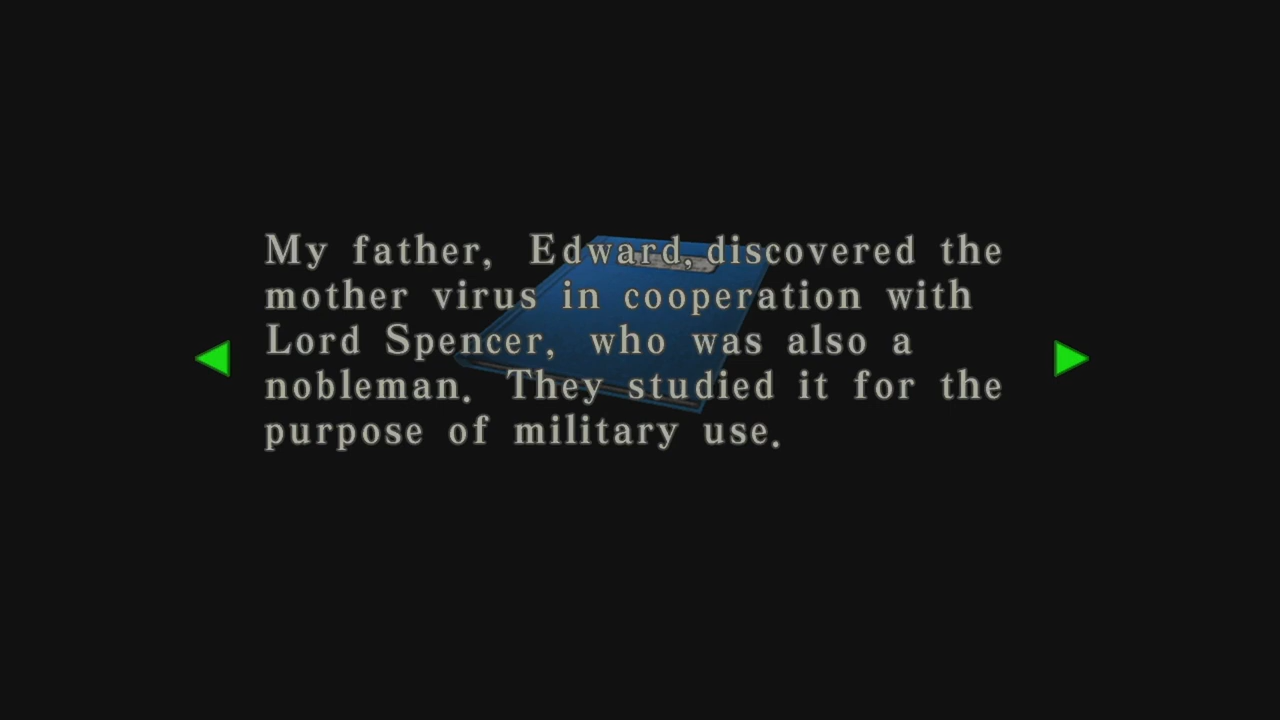 My father, Edward, discovered the
mother virus in cooperation with
Lord Spencer, who was also a
nobleman. They studied it for the
purpose of military use.